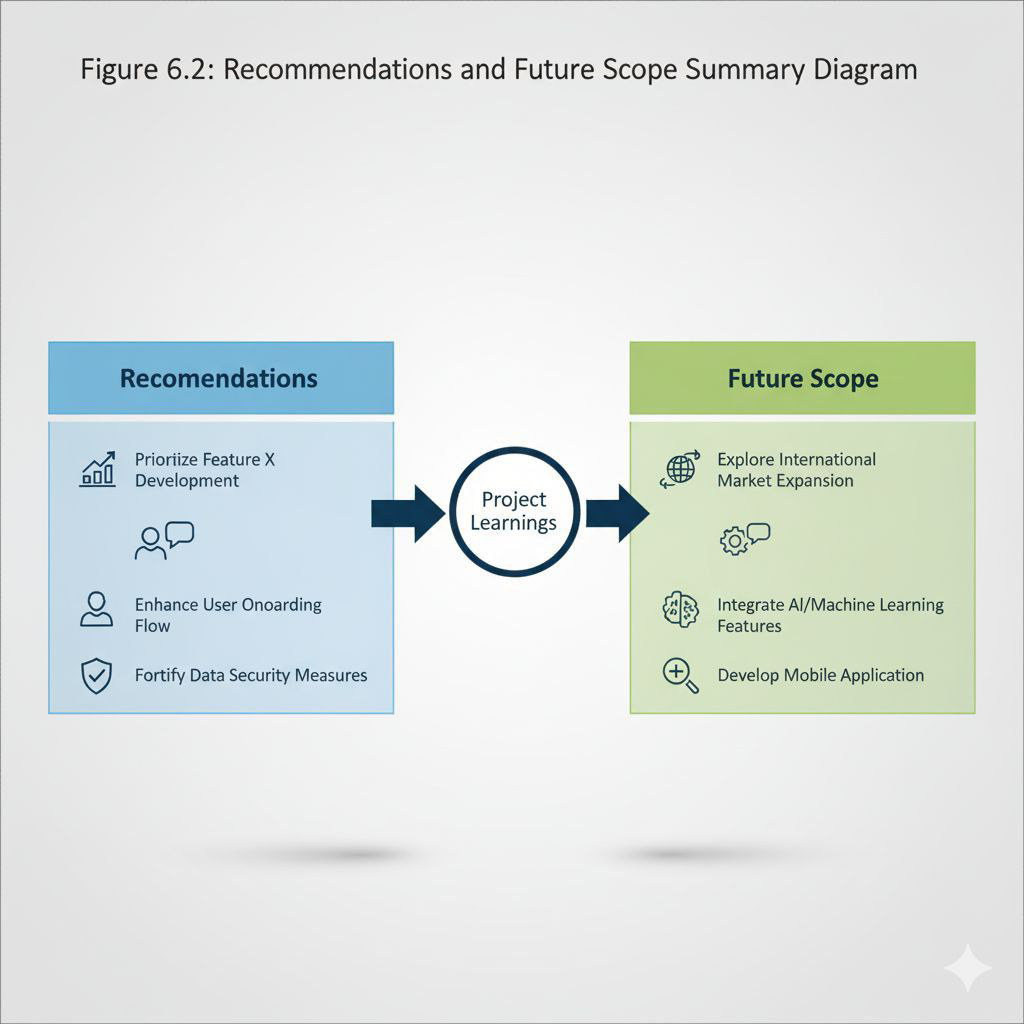 Figure 6.2: Recommendations and Future Scope Summary Diagram
Recomendations
Prioriize Feature X
Development
Enhance User Onoarding
Flow
Fortify Data Security Measures
Project
Learnings
Future Scope
Explore International
Market Expansion
Integrate AI/Machine Learning
Features
Develop Mobile Application